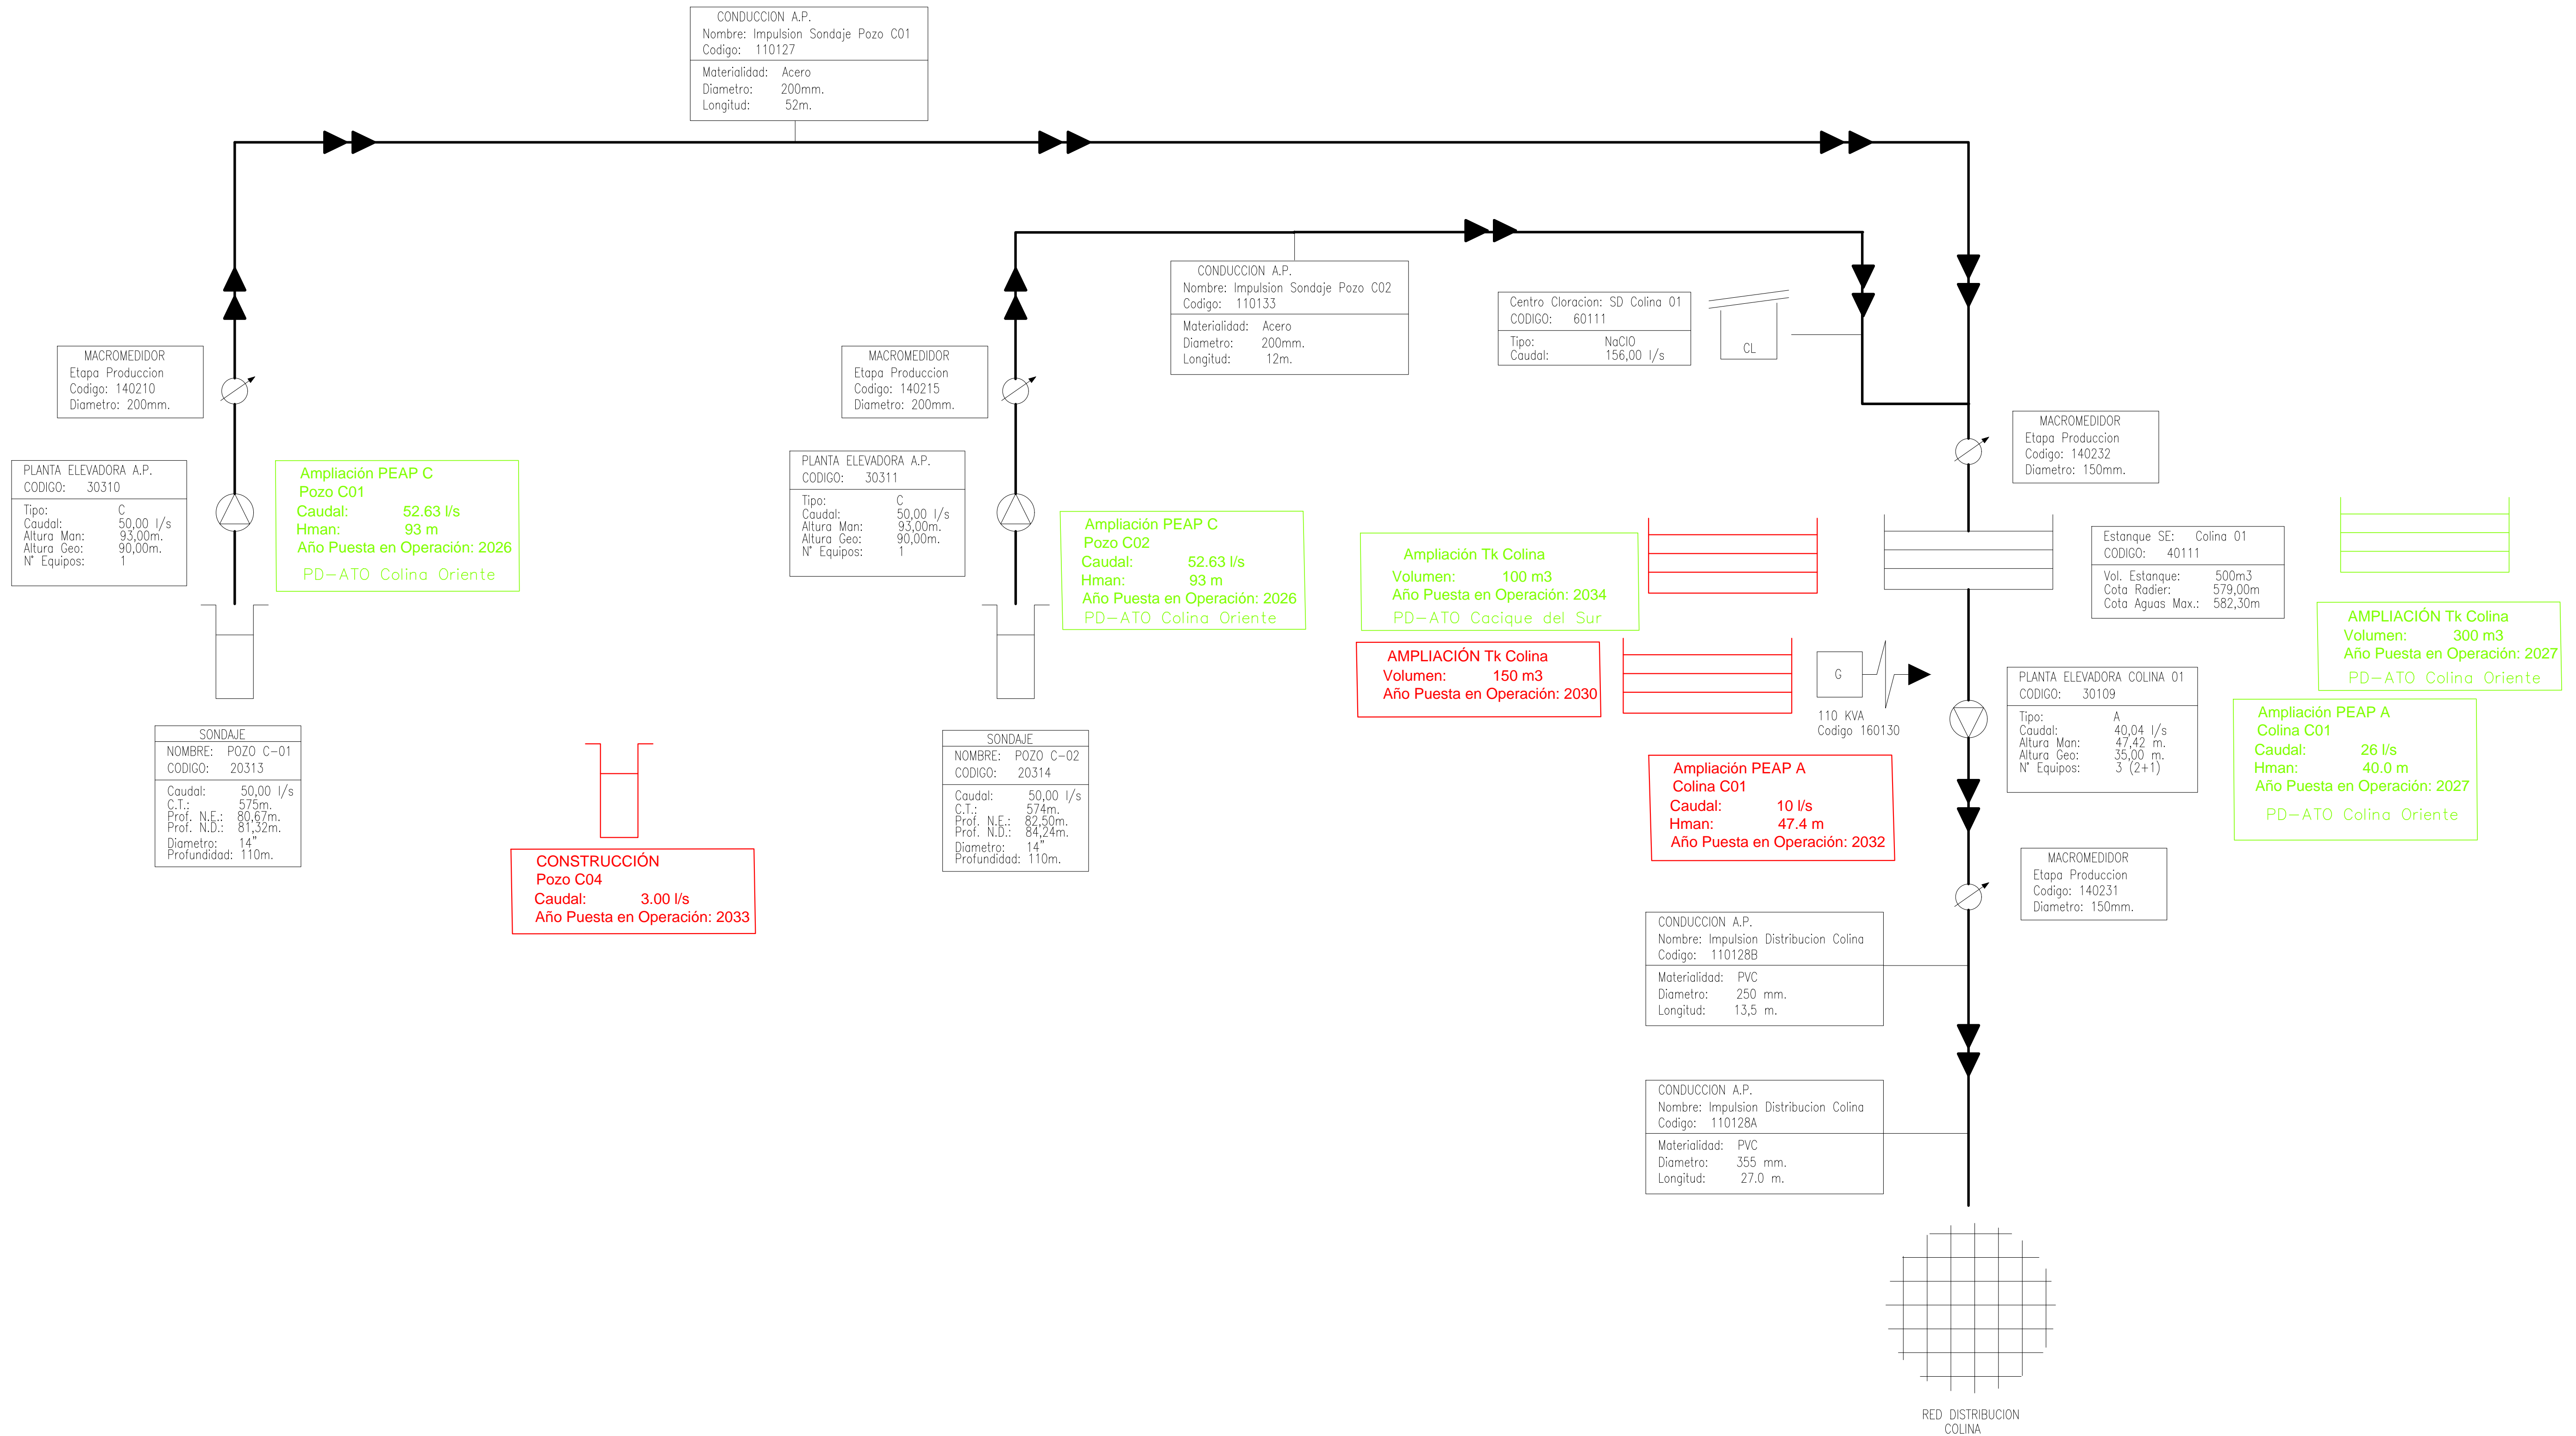 CONDUCCION A.P.
Nombre: Impulsion Sondaje Pozo C01
Codigo: 110127
Materialidad: Acero
Diametro: 200mm.
Longitud: 52m.
CONDUCCION A.P.
Nombre: Impulsion Sondaje Pozo C02
Codigo: 110133
Materialidad: Acero
Diametro: 200mm.
Longitud: 12m.
Centro Cloracion: SD Colina 01
CODIGO: 60111
Tipo: NaClO
Caudal: 156,00 l/s
CL
MACROMEDIDOR
Etapa Produccion
Codigo: 140210
Diametro: 200mm.
MACROMEDIDOR
Etapa Produccion
Codigo: 140215
Diametro: 200mm.
MACROMEDIDOR
Etapa Produccion
Codigo: 140232
Diametro: 150mm.
PLANTA ELEVADORA A.P.
CODIGO: 30310
Tipo: C
Caudal: 50,00 l/s
Altura Man: 93,00m.
Altura Geo: 90,00m.
N° Equipos: 1
Ampliación PEAP C
Pozo C01
Caudal: 52.63 l/s
Hman: 93 m
Año Puesta en Operación: 2026
PD-ATO Colina Oriente
PLANTA ELEVADORA A.P.
CODIGO: 30311
Tipo: C
Caudal: 50,00 l/s
Altura Man: 93,00m.
Altura Geo: 90,00m.
N° Equipos: 1
Ampliación PEAP C
Pozo C02
Caudal: 52.63 l/s
Hman: 93 m
Año Puesta en Operación: 2026
PD-ATO Colina Oriente
Ampliación Tk Colina
Volumen: 100 m3
Año Puesta en Operación: 2034
PD-ATO Cacique del Sur
AMPLIACIÓN Tk Colina
Volumen: 150 m3
Año Puesta en Operación: 2030
Estanque SE: Colina 01
CODIGO: 40111
Vol. Estanque: 500m3
Cota Radier: 579,00m
Cota Aguas Max.: 582,30m
AMPLIACIÓN Tk Colina
Volumen: 300 m3
Año Puesta en Operación: 2027
PD-ATO Colina Oriente
G
110 KVA
Codigo 160130
PLANTA ELEVADORA COLINA 01
CODIGO: 30109
Tipo: A
Caudal: 40,04 l/s
Altura Man: 47,42 m.
Altura Geo: 35,00 m.
N° Equipos: 3 (2+1)
Ampliación PEAP A
Colina C01
Caudal: 26 l/s
Hman: 40.0 m
Año Puesta en Operación: 2027
PD-ATO Colina Oriente
SONDAJE
NOMBRE: POZO C-01
CODIGO: 20313
Caudal: 50,00 l/s
C.T.: 575m.
Prof. N.E.: 80,67m.
Prof. N.D.: 81,32m.
Diametro: 14"
Profundidad: 110m.
CONSTRUCCIÓN
Pozo C04
Caudal: 3.00 l/s
Año Puesta en Operación: 2033
SONDAJE
NOMBRE: POZO C-02
CODIGO: 20314
Caudal: 50,00 l/s
C.T.: 574m.
Prof. N.E.: 82,50m.
Prof. N.D.: 84,24m.
Diametro: 14"
Profundidad: 110m.
Ampliación PEAP A
Colina C01
Caudal: 10 l/s
Hman: 47.4 m
Año Puesta en Operación: 2032
MACROMEDIDOR
Etapa Produccion
Codigo: 140231
Diametro: 150mm.
CONDUCCION A.P.
Nombre: Impulsion Distribucion Colina
Codigo: 110128B
Materialidad: PVC
Diametro: 250 mm.
Longitud: 13,5 m.
CONDUCCION A.P.
Nombre: Impulsion Distribucion Colina
Codigo: 110128A
Materialidad: PVC
Diametro: 355 mm.
Longitud: 27.0 m.
RED DISTRIBUCION
COLINA